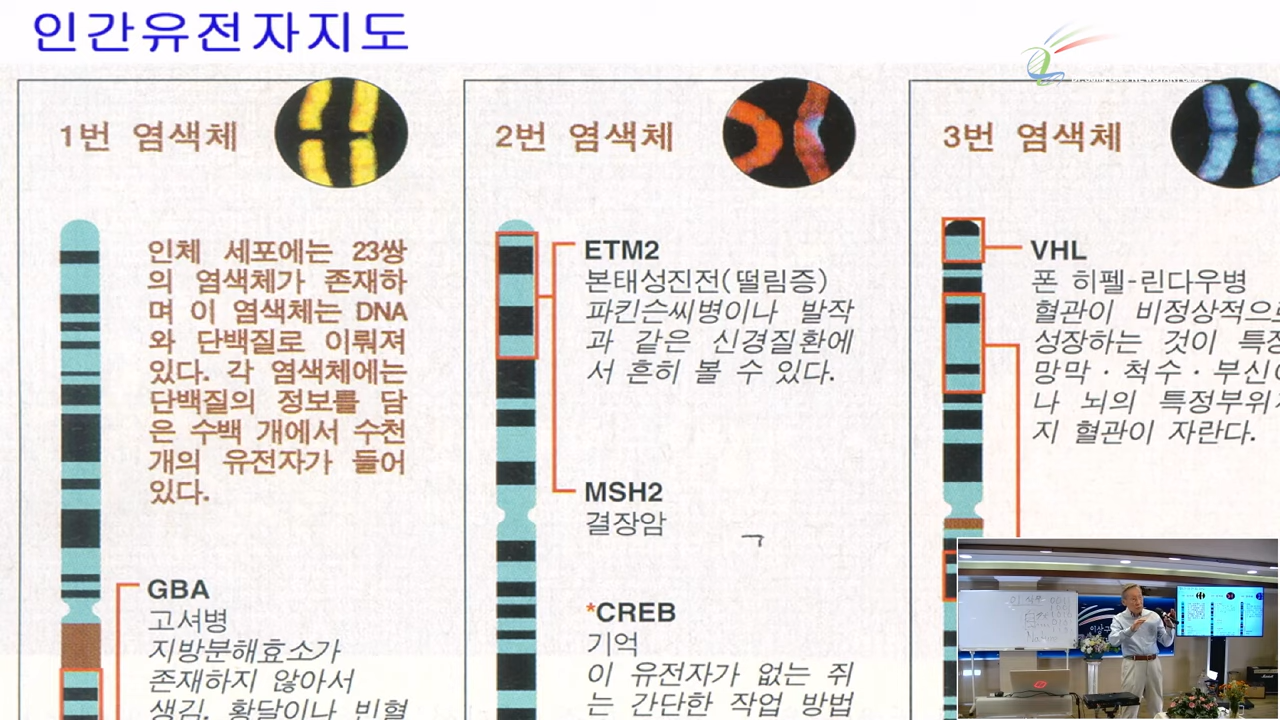 인간유전자지도
1번 염색체
인체 세포에는 23쌍
의 염색체가 존재하
며 이 염색체는 DNA
와 단백질로 이뤄져
있다. 각 염색체에는
단백질의 정보를 담
은 수백 개에서 수천
개의 유전자가 들어
있다.
GBA
고셔병
지방분해효소가
존재하지 않아서
생김. 황달이나 빈혈
2번 염색체
ETM2
본태성진전(떨림증)
파킨슨씨병이나 발작
과 같은 신경질환에
서 흔히 볼 수 있다.
MSH2
결장암
ㄱ
*CREB
기억
이 유전자가 없는 쥐
는 간단한 작업 방법
3번 염색체
VHL
폰 히펠-린다우병
혈관이 비정상적으
성장하는 것이 특정
망막·척수·부신
나 뇌의 특정부위
지 혈관이 자란다.